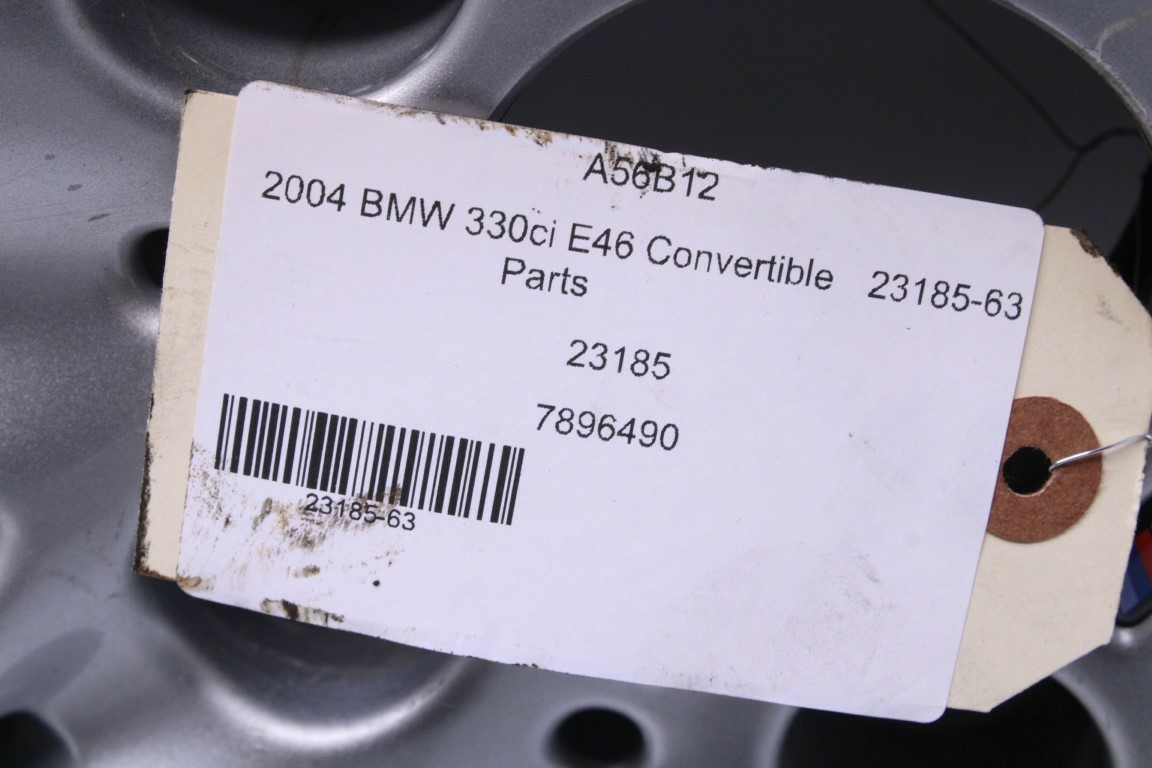 A56B12
2004 BMW 330ci E46 Convertible 23185-63
Parts
23185
7896490
23185-63